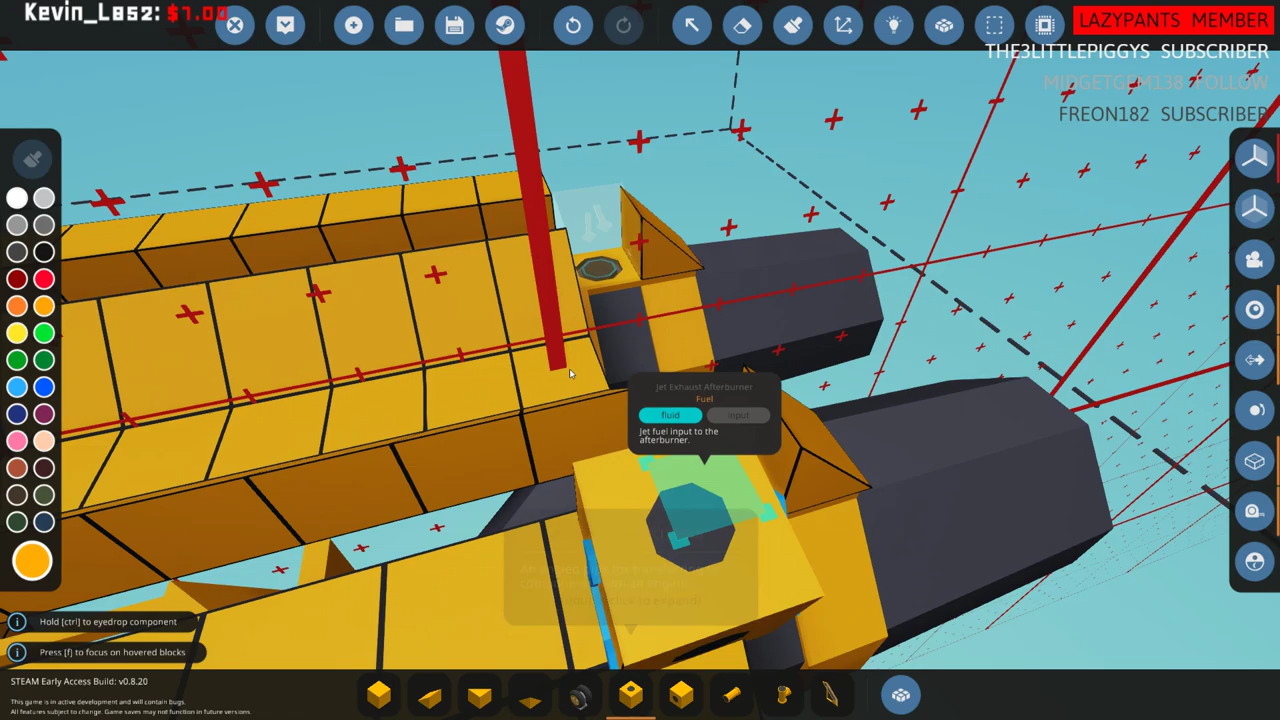 Kevin_L852: $1.00
LAZYPANTS MEMBER
THE3LITTLEPIGGYS SUBSCRIBER
MIDGETGEM138 FOLLOW
FREON182 SUBSCRIBER
Jet Exhaust Afterburner
Fuel
fluid input
Jet fuel input to the
afterburner.
Hold [ctrl] to eyedrop component
Press [f] to focus on hovered blocks
STEAM Early Access Build: v0.8.20
This game is in active development and will contain bugs.
All features subject to change. Game saves may not function in future versions.